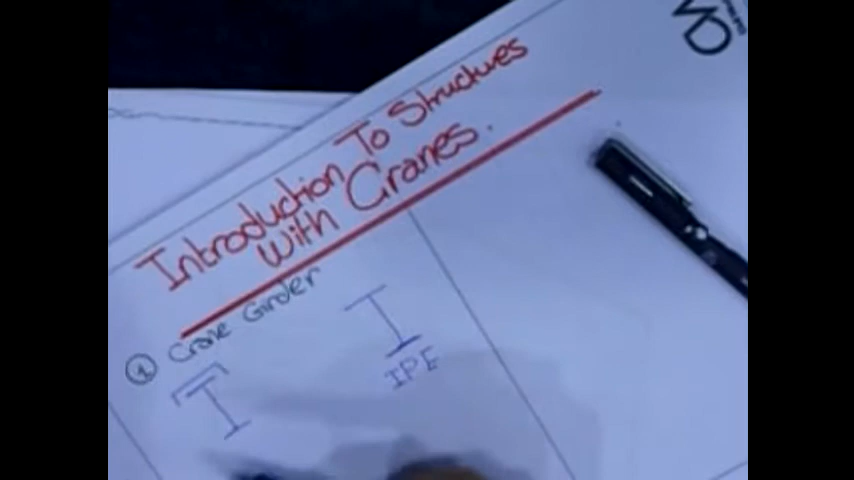 Introduction To Structures
With Cranes.
1 Crane Girder
IPE